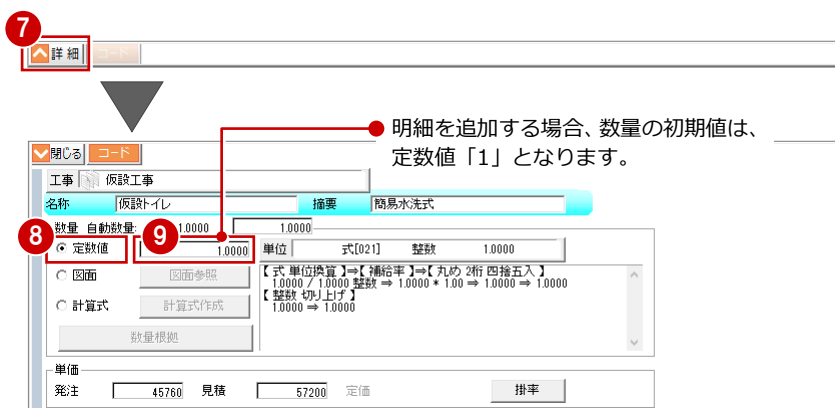 7
詳細 コード
明細を追加する場合、数量の初期値は、
定数値「1」となります。
閉じる コード
工事 仮設工事
名称 仮設トイレ 摘要 簡易水洗式
数量 自動数量: 1.0000 1.0000
8 定数値 9 1.0000 単位 式[021] 整数 1.0000
図面 図面参照 【 式 単位換算 】⇒【 補給率 】⇒【 丸め 2桁 四捨五入 】
1.0000 / 1.0000 整数 ⇒ 1.0000 * 1.00 ⇒ 1.0000 ⇒ 1.0000
【 整数 切り上げ 】
計算式 計算式作成 1.0000 ⇒ 1.0000
数量根拠
単価
発注 45760 見積 57200 定価 掛率